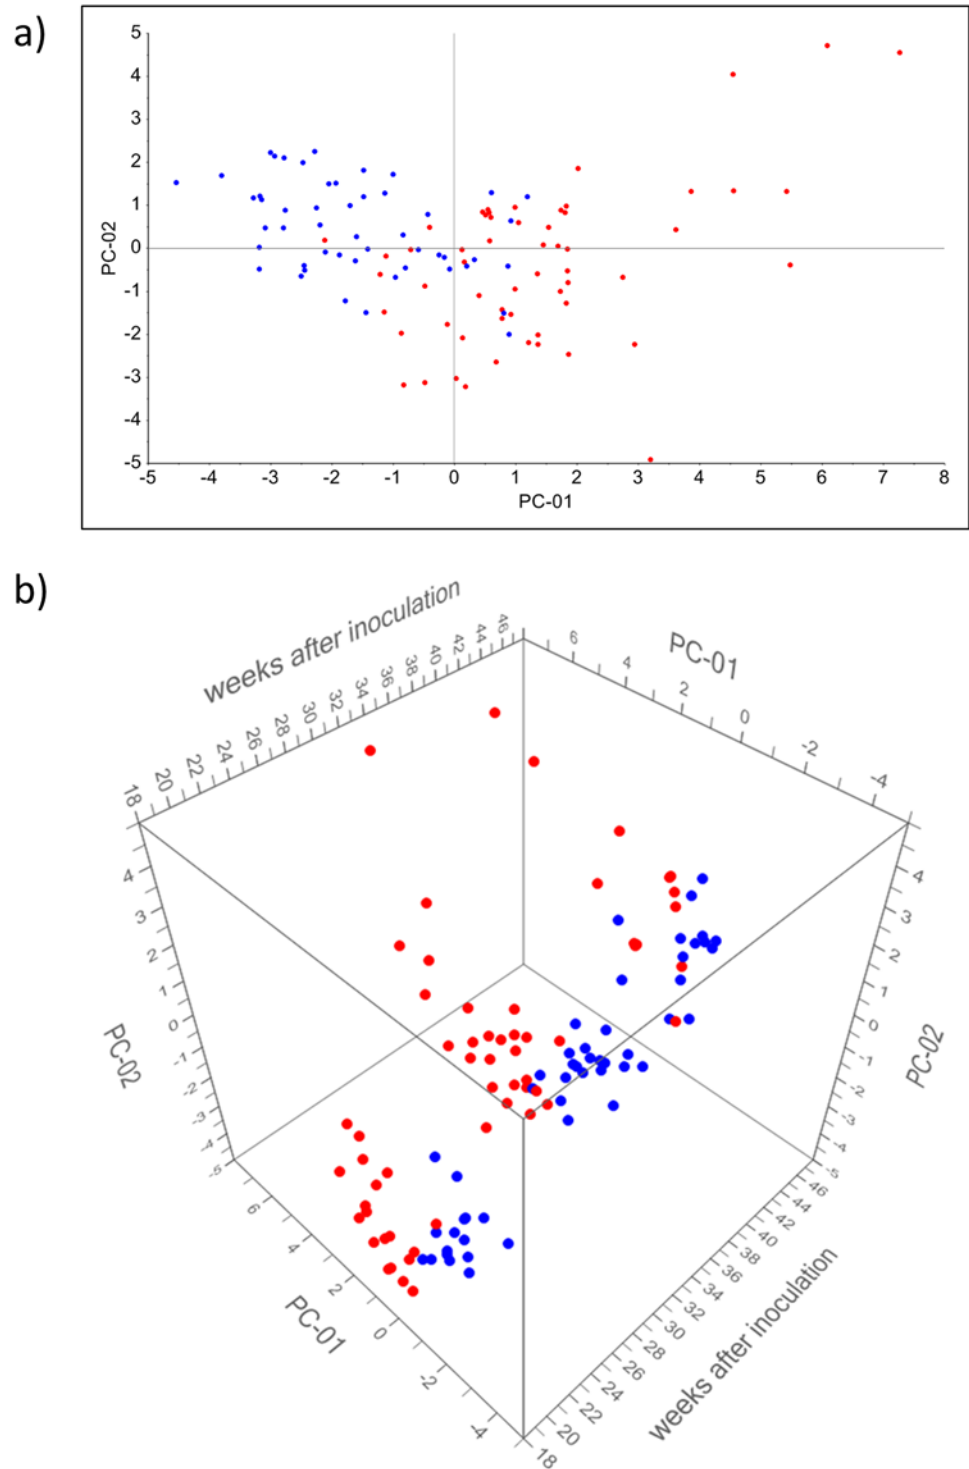 a)
5
4
3
2
1
0
-1
-2
-3
-4
-5
PC-02
-5 -4 -3 -2 -1 0 1 2 3 4 5 6 7 8
PC-01
b)
weeks after inoculation
18 20 22 24 26 28 30 32 34 36 38 40 42 44 46
PC-01
6 4 2 0 -2 -4
4 3 2 1 0 -1 -2 -3 -4 -5
PC-02
4 3 2 1 0 -1 -2 -3 -4 -5
PC-02
6 4 2 0 -2 -4
PC-01
18 20 22 24 26 28 30 32 34 36 38 40 42 44 46
weeks after inoculation